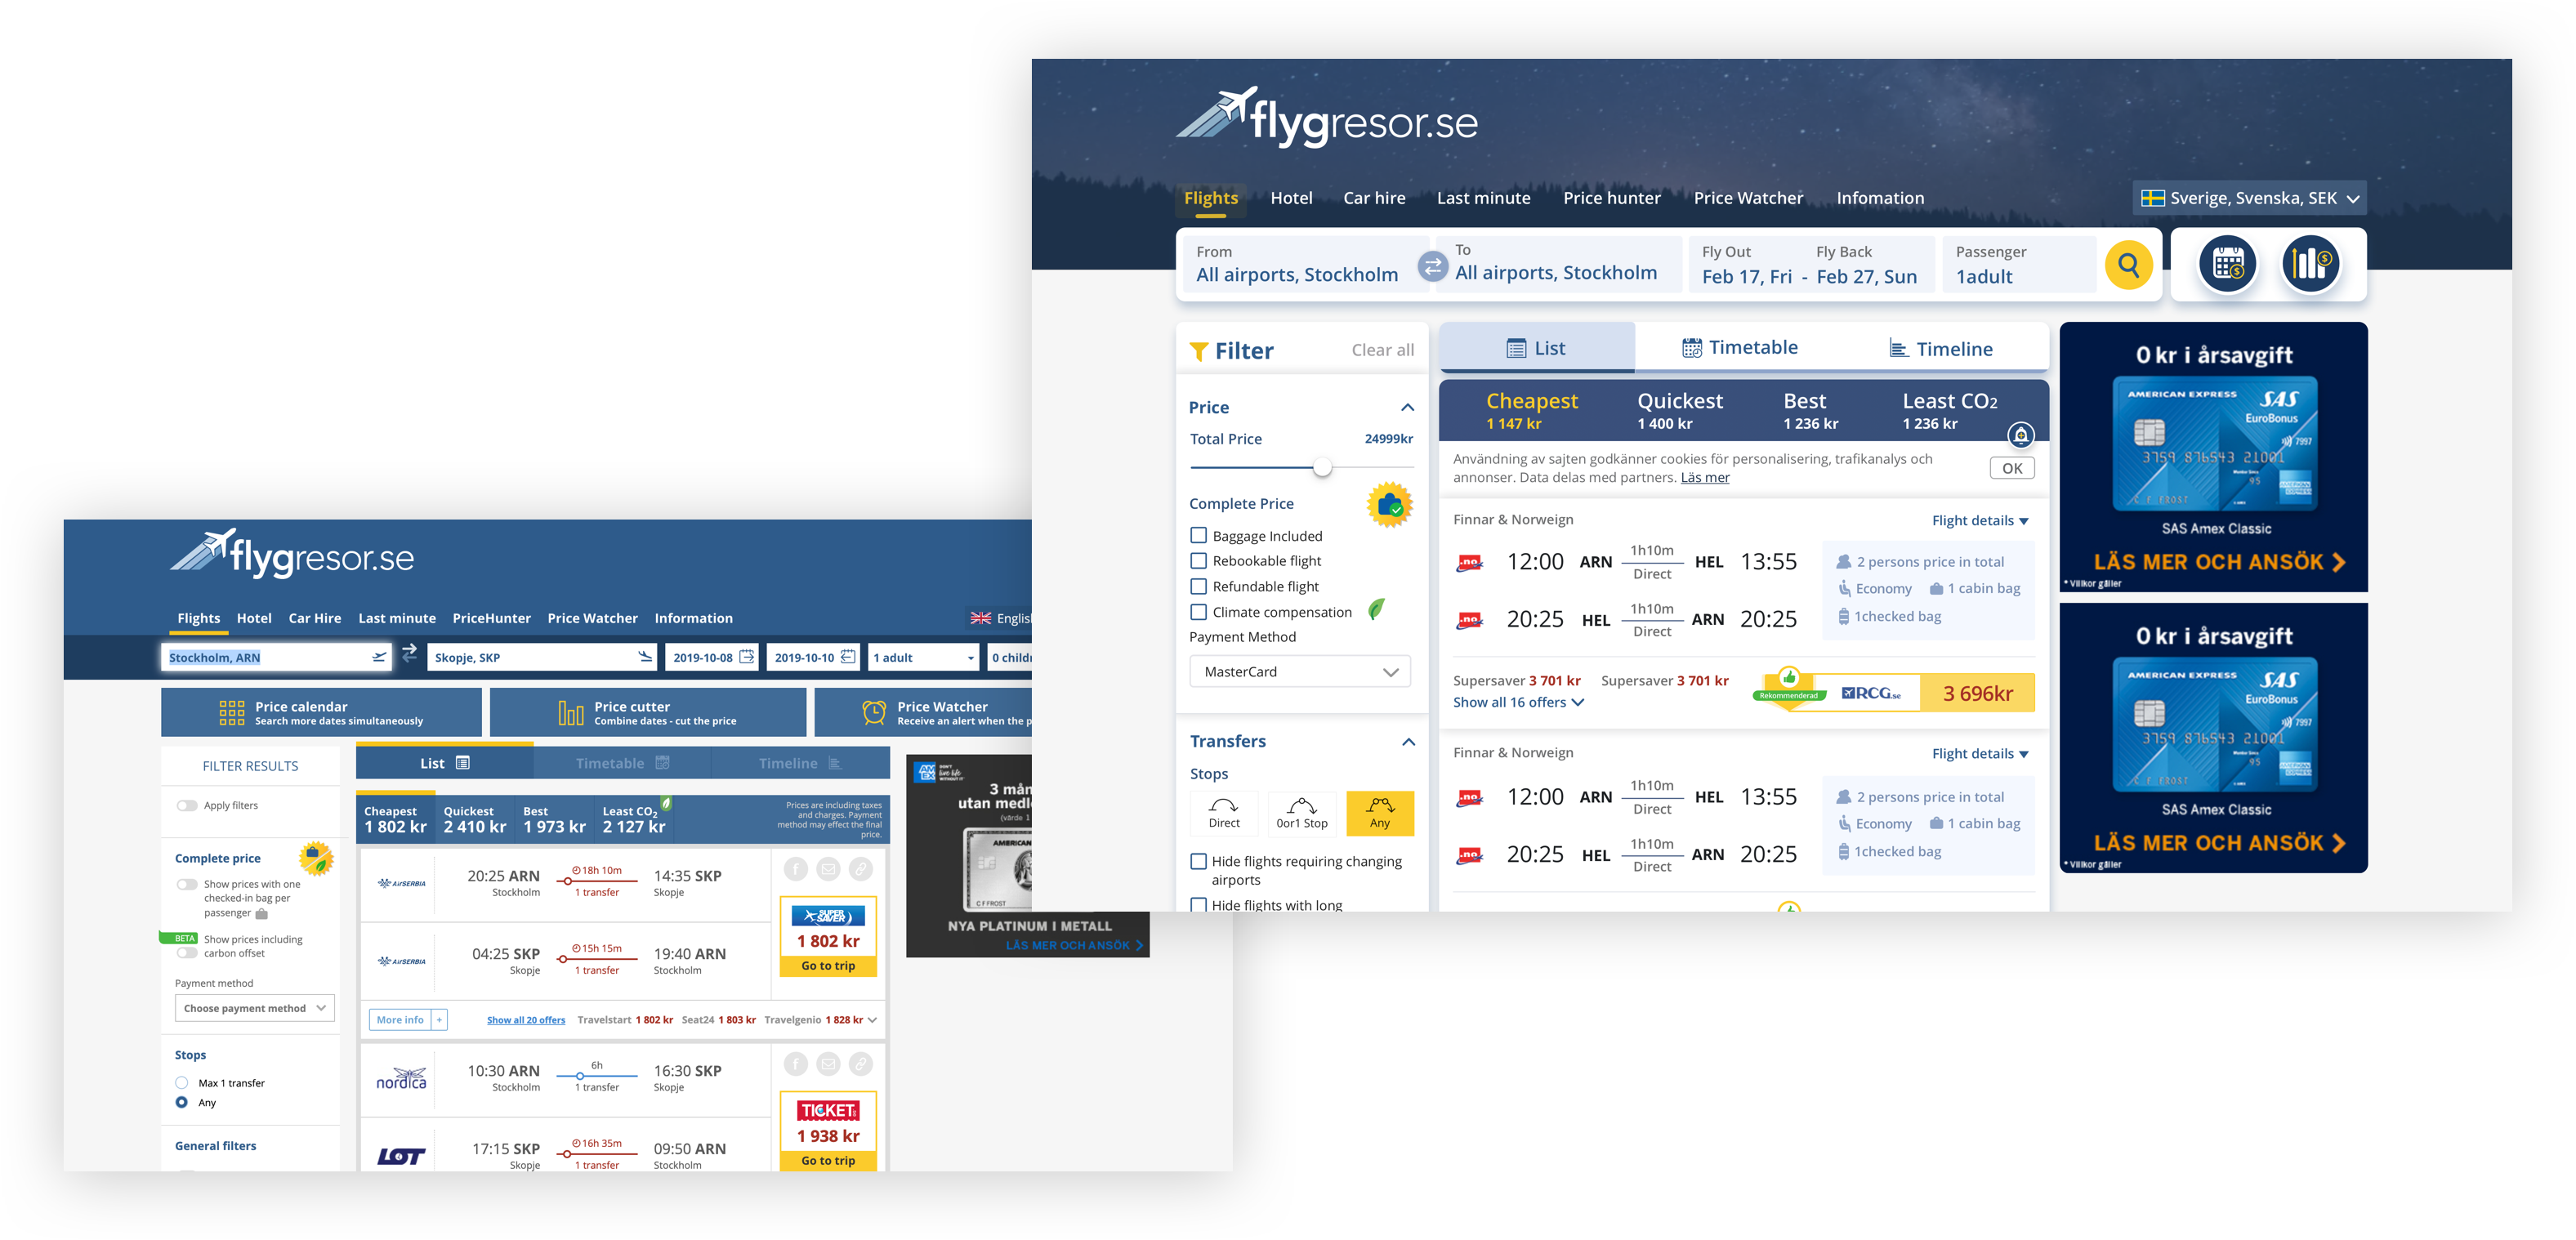 flygresor.se
Flights Hotel Car Hire Last minute PriceHunter Price Watcher Information
Stockholm, ARN Skopje, SKP 2019-10-08 2019-10-10 1 adult
Price calendar
Search more dates simultaneously
Price cutter
Combine dates - cut the price
Price Watcher
Receive an alert when the
FILTER RESULTS
Apply filters
Complete price
Show prices with one
checked-in bag per
passenger
BETA
Show prices including
carbon offset
Payment method
Choose payment method
Stops
Max 1 transfer
Any
General filters
List Timetable Timeline
Cheapest Quickest Best Least CO2
1 802 kr 2 410 kr 1 973 kr 2 127 kr
Prices are including taxes
and charges. Payment
method may effect the final
price.
AirSERBIA
20:25 ARN 18h 10m 14:35 SKP
Stockholm 1 transfer Skopje
AirSERBIA
04:25 SKP 15h 15m 19:40 ARN
Skopje 1 transfer Stockholm
SUPER
SAVER
1 802 kr
Go to trip
More info +
Show all 20 offers Travelstart 1 802 kr Seat24 1 803 kr Travelgenio 1 828 kr
nordica
10:30 ARN 6h 16:30 SKP
Stockholm 1 transfer Skopje
LOT
17:15 SKP 16h 35m 09:50 ARN
Skopje 1 transfer Stockholm
TICKET
1 938 kr
Go to trip
AMEX
DON'T
live life
WITHOUT IT
3
utan
(värde 1
C F FROST
NYA PLATINUM I METALL
LÄS MER OCH ANSÖK
flygresor.se
Flights Hotel Car hire Last minute Price hunter Price Watcher Infomation
Sverige, Svenska, SEK
From
All airports, Stockholm
To
All airports, Stockholm
Fly Out Fly Back
Feb 17, Fri - Feb 27, Sun
Passenger
1adult
Filter Clear all
Price
Total Price 24999kr
Complete Price
Baggage Included
Rebookable flight
Refundable flight
Climate compensation
Payment Method
MasterCard
Transfers
Stops
Direct 0or1 Stop Any
Hide flights requiring changing
airports
Hide flights with long
List Timetable Timeline
Cheapest Quickest Best Least CO2
1 147 kr 1 400 kr 1 236 kr 1 236 kr
Användning av sajten godkänner cookies för personalisering, trafikanalys och
annonser. Data delas med partners. Läs mer
OK
Finnar & Norweign Flight details
12:00 ARN 1h10m HEL 13:55
Direct
20:25 HEL 1h10m ARN 20:25
Direct
2 persons price in total
Economy 1 cabin bag
1checked bag
Supersaver 3 701 kr Supersaver 3 701 kr
Show all 16 offers
Rekommenderad
RCG.se
3 696kr
Finnar & Norweign Flight details
12:00 ARN 1h10m HEL 13:55
Direct
20:25 HEL 1h10m ARN 20:25
Direct
2 persons price in total
Economy 1 cabin bag
1checked bag
0 kr i årsavgift
AMERICAN EXPRESS SAS
EuroBonus
7997
3759 876543 21001
95
C F FROST
SAS Amex Classic
LÄS MER OCH ANSÖK
* Villkor gäller
0 kr i årsavgift
AMERICAN EXPRESS SAS
EuroBonus
7997
3759 876543 21001
95
C F FROST
SAS Amex Classic
LÄS MER OCH ANSÖK
* Villkor gäller